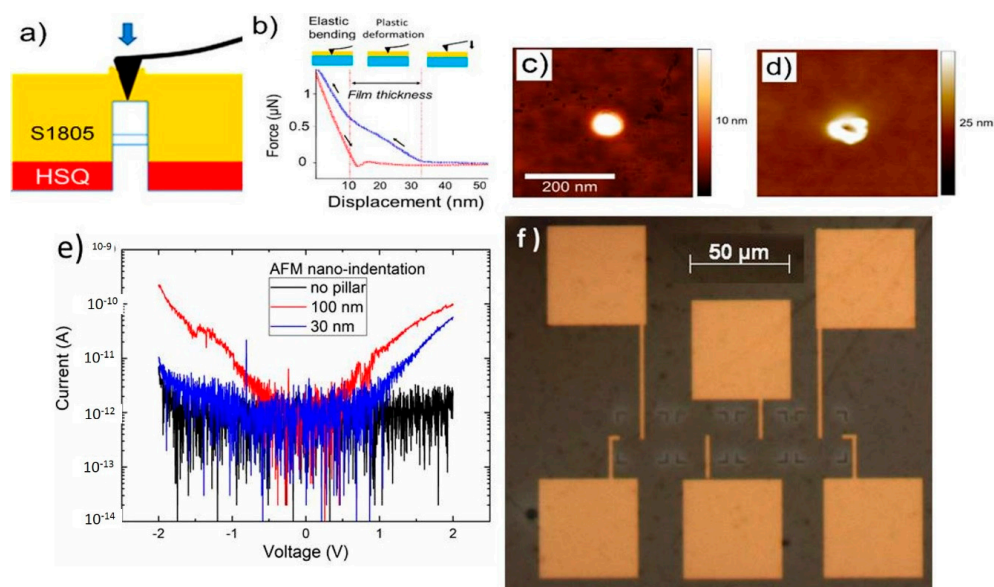 a)
S1805
HSQ
b)
Elastic
bending
Plastic
deformation
Film thickness
Force (µN)
1
0.5
0
10 20 30 40 50
Displacement (nm)
c)
200 nm
10 nm
d)
25 nm
e)
AFM nano-indentation
no pillar
100 nm
30 nm
Current (A)
10-9
10-10
10-11
10-12
10-13
10-14
-2 -1 0 1 2
Voltage (V)
f)
50 µm